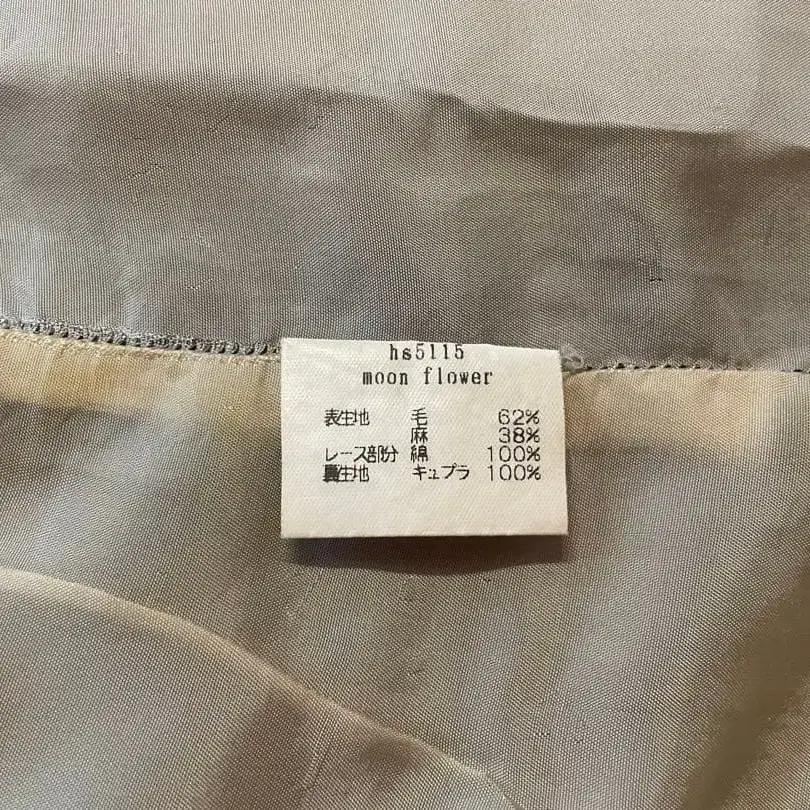 hs5115
moon flower
表生地 毛 62%
麻 38%
レース部分 綿 100%
裏生地 キュプラ 100%